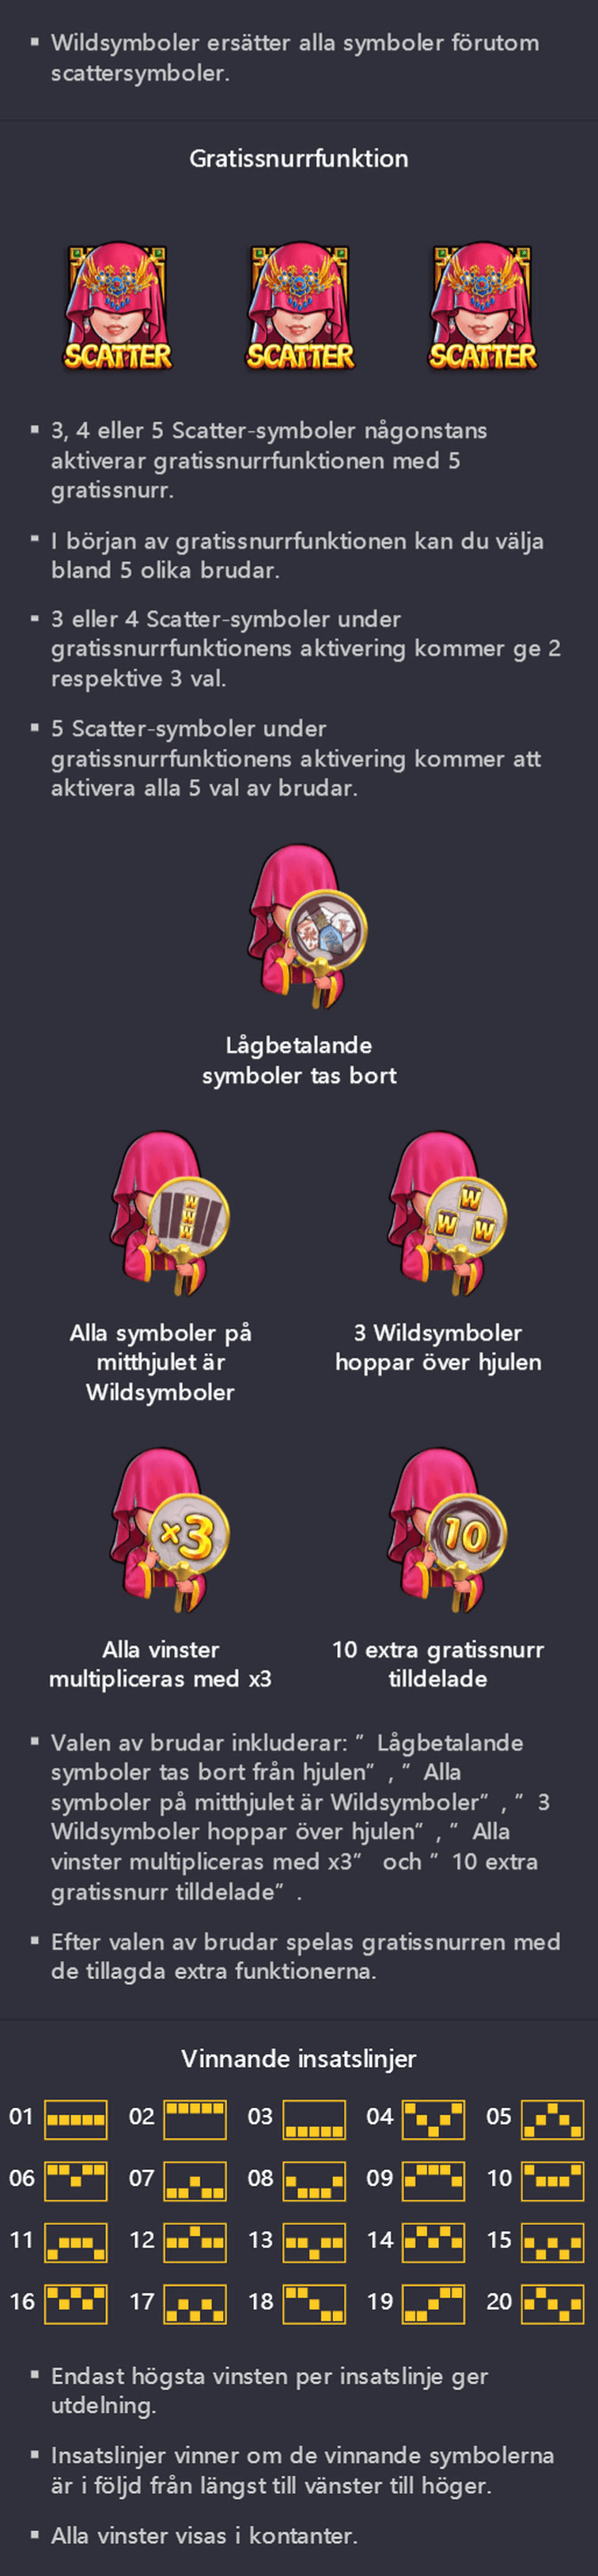 ▪ Wildsymboler ersätter alla symboler förutom
scattersymboler.
Gratissnurrfunktion
SCATTER SCATTER SCATTER
▪ 3, 4 eller 5 Scatter-symboler någonstans
aktiverar gratissnurrfunktionen med 5
gratissnurr.
▪ I början av gratissnurrfunktionen kan du välja
bland 5 olika brudar.
▪ 3 eller 4 Scatter-symboler under
gratissnurrfunktionens aktivering kommer ge 2
respektive 3 val.
▪ 5 Scatter-symboler under
gratissnurrfunktionens aktivering kommer att
aktivera alla 5 val av brudar.
Lågbetalande
symboler tas bort
W
W
W
Alla symboler på
mitthjulet är
Wildsymboler
W
W W
3 Wildsymboler
hoppar över hjulen
x3
Alla vinster
multipliceras med x3
10
10 extra gratissnurr
tilldelade
▪ Valen av brudar inkluderar: ” Lågbetalande
symboler tas bort från hjulen” , ” Alla
symboler på mitthjulet är Wildsymboler” , ” 3
Wildsymboler hoppar över hjulen” , ” Alla
vinster multipliceras med x3” och ” 10 extra
gratissnurr tilldelade” .
▪ Efter valen av brudar spelas gratissnurren med
de tillagda extra funktionerna.
Vinnande insatslinjer
01 02 03 04 05
06 07 08 09 10
11 12 13 14 15
16 17 18 19 20
▪ Endast högsta vinsten per insatslinje ger
utdelning.
▪ Insatslinjer vinner om de vinnande symbolerna
är i följd från längst till vänster till höger.
▪ Alla vinster visas i kontanter.